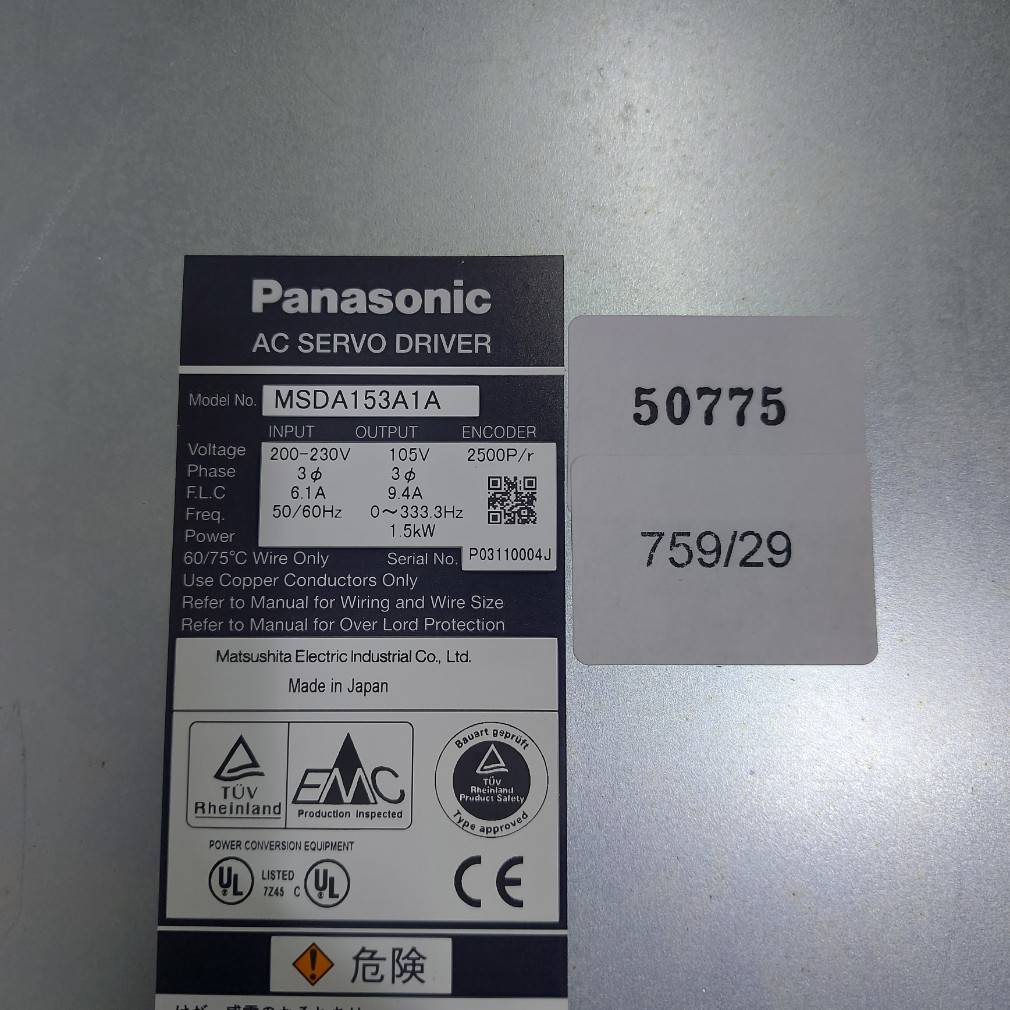 Panasonic
AC SERVO DRIVER
Model No. MSDA153A1A
INPUT OUTPUT ENCODER
Voltage 200-230V 105V 2500P/r
Phase 3φ 3φ
F.L.C 6.1A 9.4A
Freq. 50/60Hz 0～333.3Hz
Power 1.5kW
60/75°C Wire Only Serial No. P03110004J
Use Copper Conductors Only
Refer to Manual for Wiring and Wire Size
Refer to Manual for Over Lord Protection
Matsushita Electric Industrial Co., Ltd.
Made in Japan
TÜV
Rheinland
EMC
Production Inspected
Bauart geprüft
TÜV
Rheinland
Product Safety
Type approved
POWER CONVERSION EQUIPMENT
UL LISTED
7Z45 C UL
CE
危険
50775
759/29